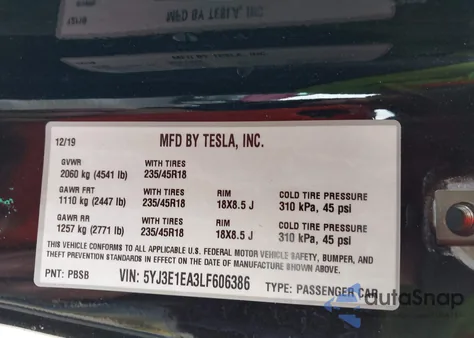 MFD BY TESLA, INC.
12/19
MFD BY TESLA, INC.
GVWR WITH TIRES
2060 kg (4541 lb) 235/45R18
GAWR FRT WITH TIRES RIM COLD TIRE PRESSURE
1110 kg (2447 lb) 235/45R18 18X8.5 J 310 kPa, 45 psi
GAWR RR WITH TIRES RIM COLD TIRE PRESSURE
1257 kg (2771 lb) 235/45R18 18X8.5 J 310 kPa, 45 psi
THIS VEHICLE CONFORMS TO ALL APPLICABLE U.S. FEDERAL MOTOR VEHICLE SAFETY, BUMPER, AND
THEFT PREVENTION STANDARDS IN EFFECT ON THE DATE OF MANUFACTURE SHOWN ABOVE.
PNT: PBSB VIN: 5YJ3E1EA3LF606386 TYPE: PASSENGER CAR
autoSnap